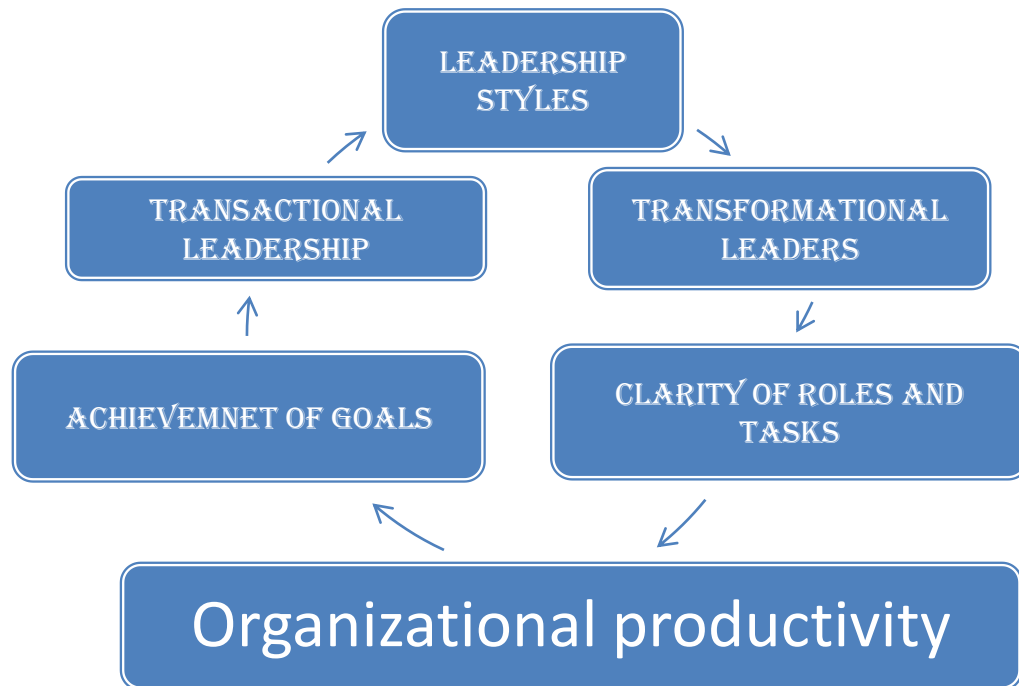 LEADERSHIP
STYLES
TRANSACTIONAL
LEADERSHIP
TRANSFORMATIONAL
LEADERS
ACHIEVEMNET OF GOALS
CLARITY OF ROLES AND
TASKS
Organizational productivity